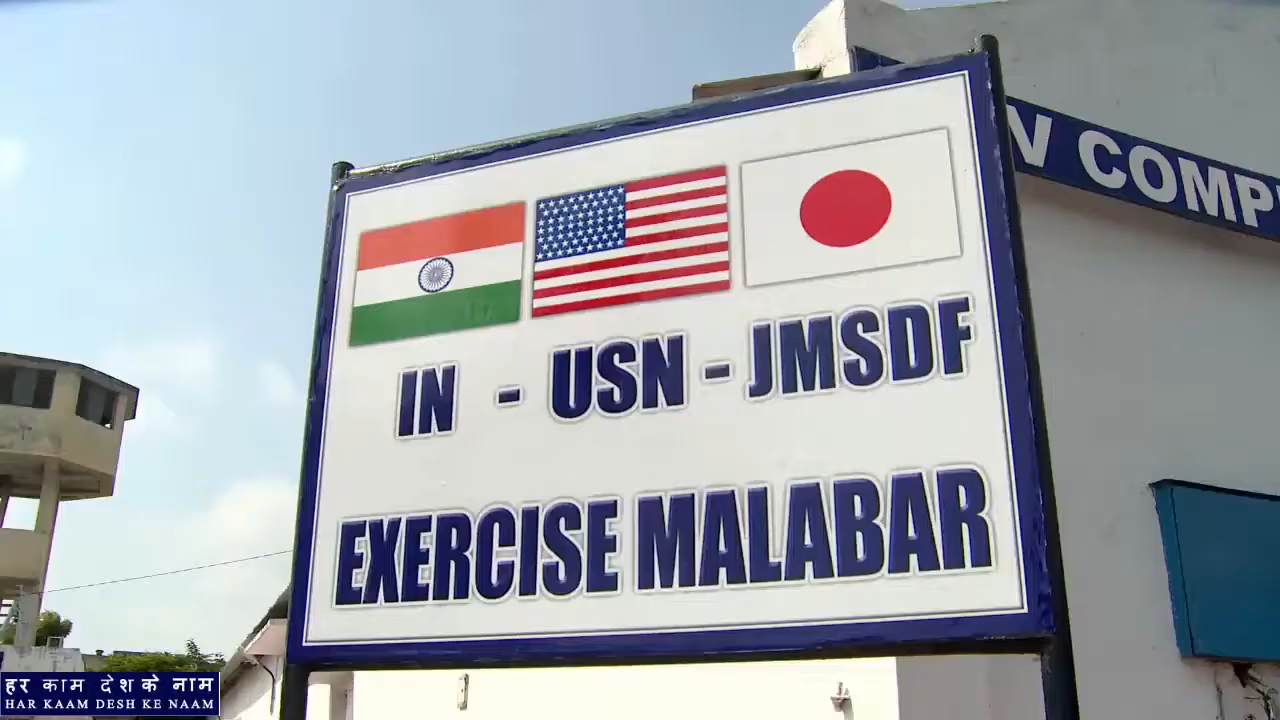 V COMP
IN - USN - JMSDF
EXERCISE MALABAR
हर काम देश के नाम
HAR KAAM DESH KE NAAM